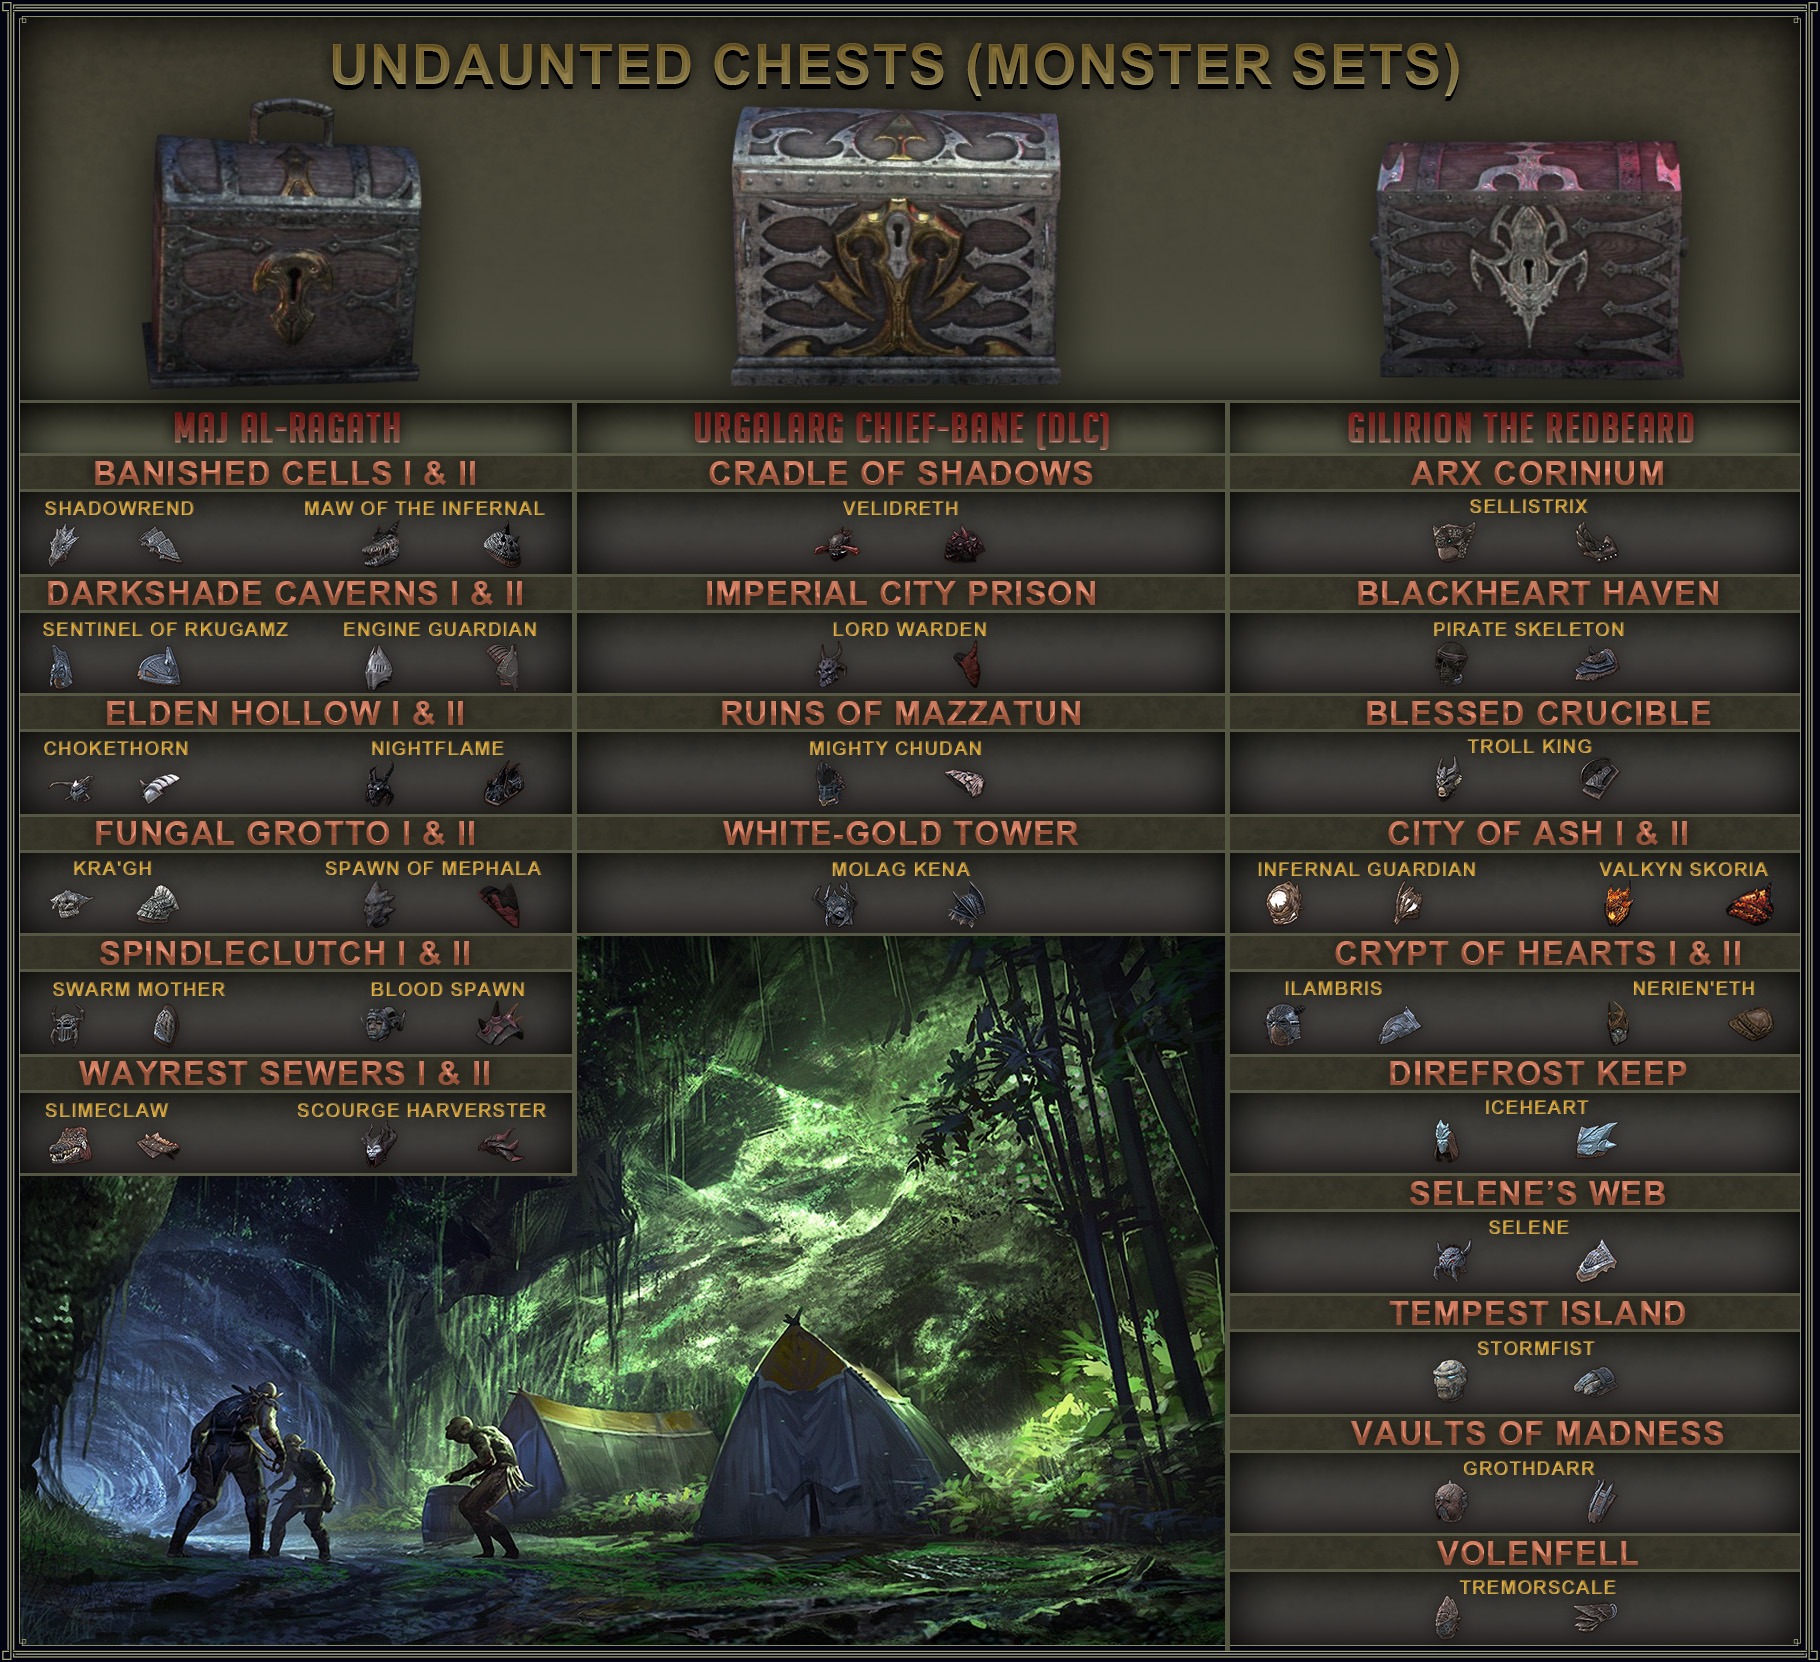 UNDAUNTED CHESTS (MONSTER SETS)
MAJ AL-RAGATH
BANISHED CELLS I & II
SHADOWREND
MAW OF THE INFERNAL
DARKSHADE CAVERNS I & II
SENTINEL OF RKUGAMZ
ENGINE GUARDIAN
ELDEN HOLLOW I & II
CHOKETHORN
NIGHTFLAME
FUNGAL GROTTO I & II
KRA'GH
SPAWN OF MEPHALA
SPINDLECLUTCH I & II
SWARM MOTHER
BLOOD SPAWN
WAYREST SEWERS I & II
SLIMECLAW
SCOURGE HARVERSTER
URGALARG CHIEF-BANE (DLC)
CRADLE OF SHADOWS
VELIDRETH
IMPERIAL CITY PRISON
LORD WARDEN
RUINS OF MAZZATUN
MIGHTY CHUDAN
WHITE-GOLD TOWER
MOLAG KENA
GILIRION THE REDBEARD
ARX CORINIUM
SELLISTRIX
BLACKHEART HAVEN
PIRATE SKELETON
BLESSED CRUCIBLE
TROLL KING
CITY OF ASH I & II
INFERNAL GUARDIAN
VALKYN SKORIA
CRYPT OF HEARTS I & II
ILAMBRIS
NERIEN'ETH
DIREFROST KEEP
ICEHEART
SELENE’S WEB
SELENE
TEMPEST ISLAND
STORMFIST
VAULTS OF MADNESS
GROTHDARR
VOLENFELL
TREMORSCALE